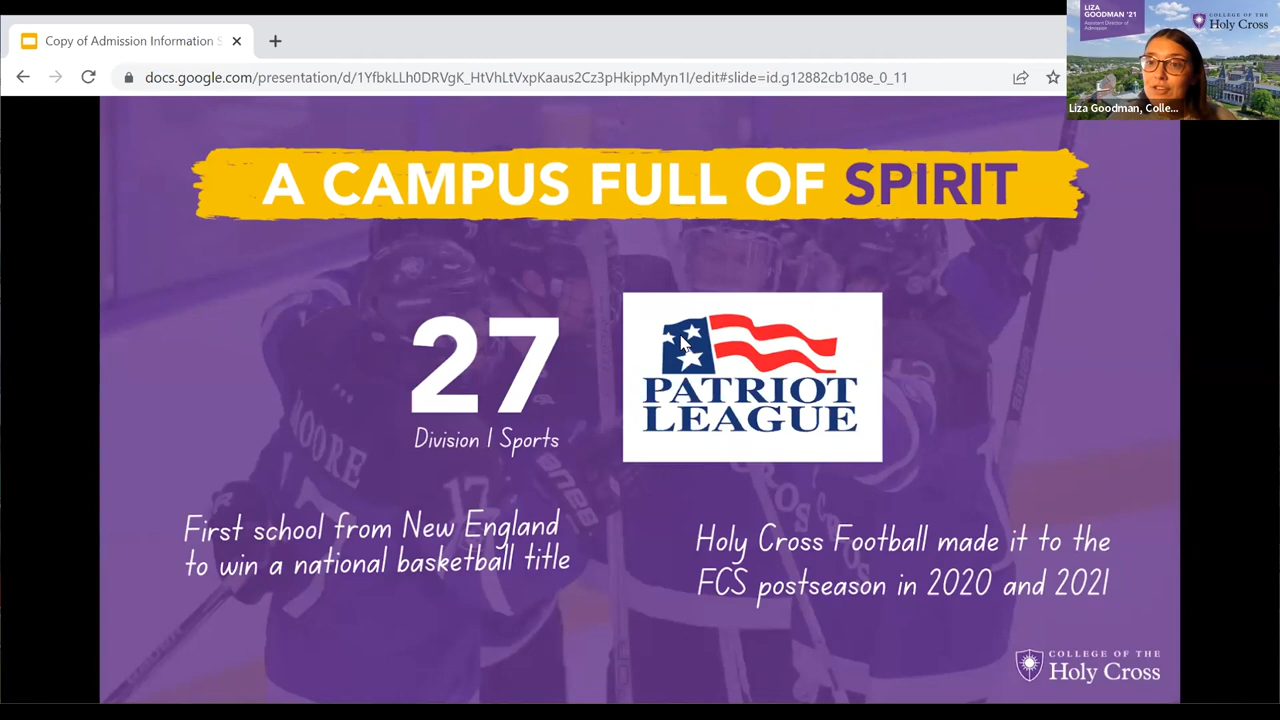 Copy of Admission Information S
docs.google.com/presentation/d/1YfbkLLh0DRVgK_HtVhLtVxpKaaus2Cz3pHkippMyn1I/edit#slide=id.g12882cb108e_0_11
LIZA
GOODMAN '21
Assistant Director of
Admission
COLLEGE OF THE
Holy Cross
Liza Goodman, Colle...
A CAMPUS FULL OF SPIRIT
27
Division I Sports
PATRIOT
LEAGUE
MOORE
17
First school from New England
to win a national basketball title
Holy Cross Football made it to the
FCS postseason in 2020 and 2021
COLLEGE OF THE
Holy Cross